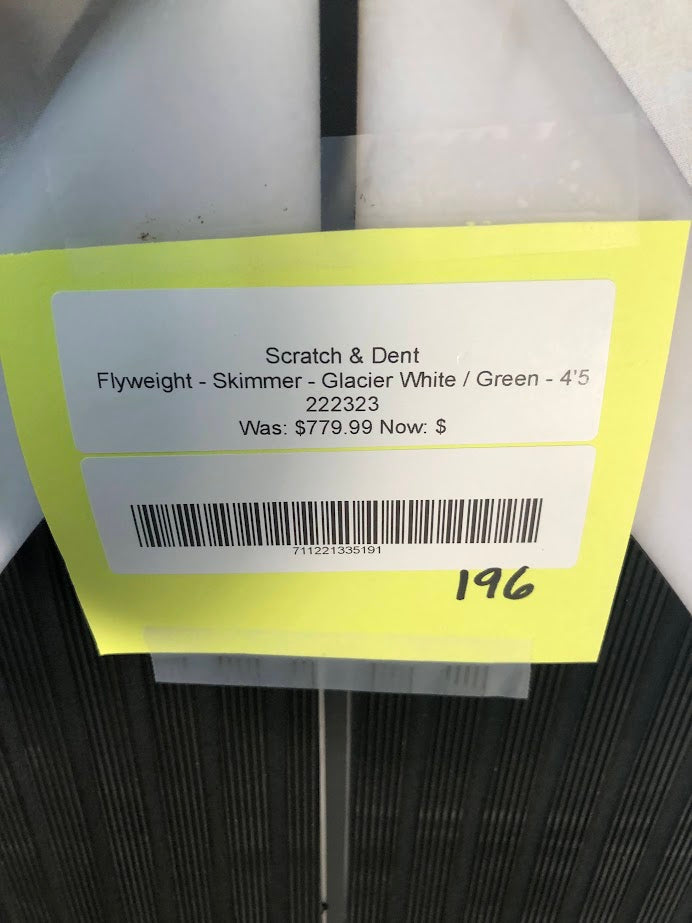 Scratch & Dent
Flyweight - Skimmer - Glacier White / Green - 4'5
222323
Was: $779.99 Now: $
711221335191
196